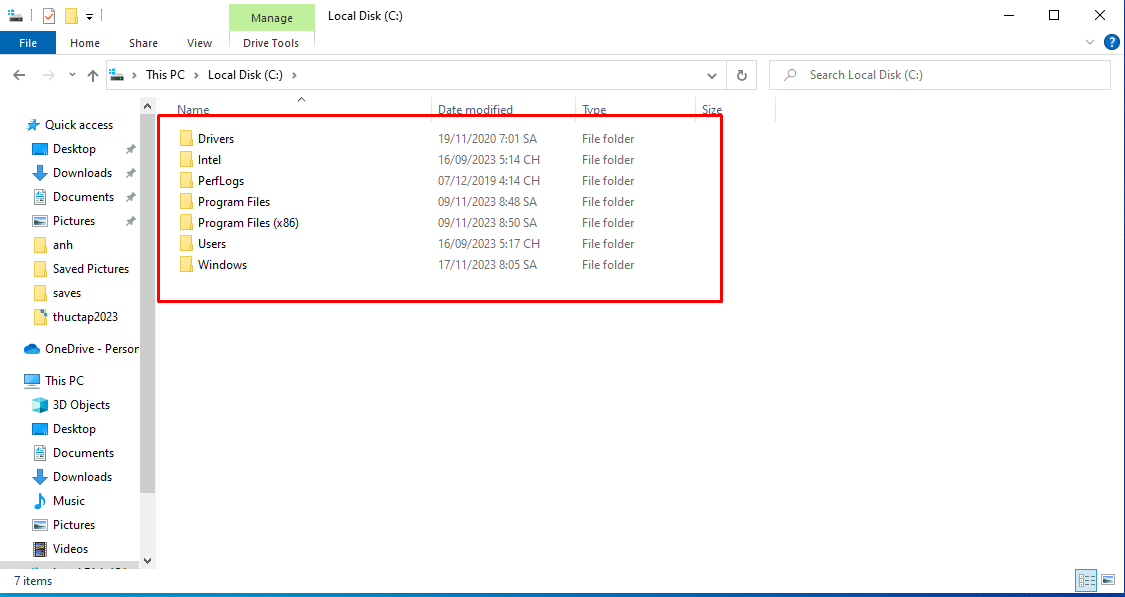 Manage
Local Disk (C:)
File
Home
Share
View
Drive Tools
?
This PC
Local Disk (C:)
Search Local Disk (C:)
Name
Date modified
Type
Size
Quick access
Desktop
Downloads
Documents
Pictures
anh
Saved Pictures
saves
thuctap2023
OneDrive - Person
This PC
3D Objects
Desktop
Documents
Downloads
Music
Pictures
Videos
Drivers 19/11/2020 7:01 SA File folder
Intel 16/09/2023 5:14 CH File folder
PerfLogs 07/12/2019 4:14 CH File folder
Program Files 09/11/2023 8:48 SA File folder
Program Files (x86) 09/11/2023 8:50 SA File folder
Users 16/09/2023 5:17 CH File folder
Windows 17/11/2023 8:05 SA File folder
7 items